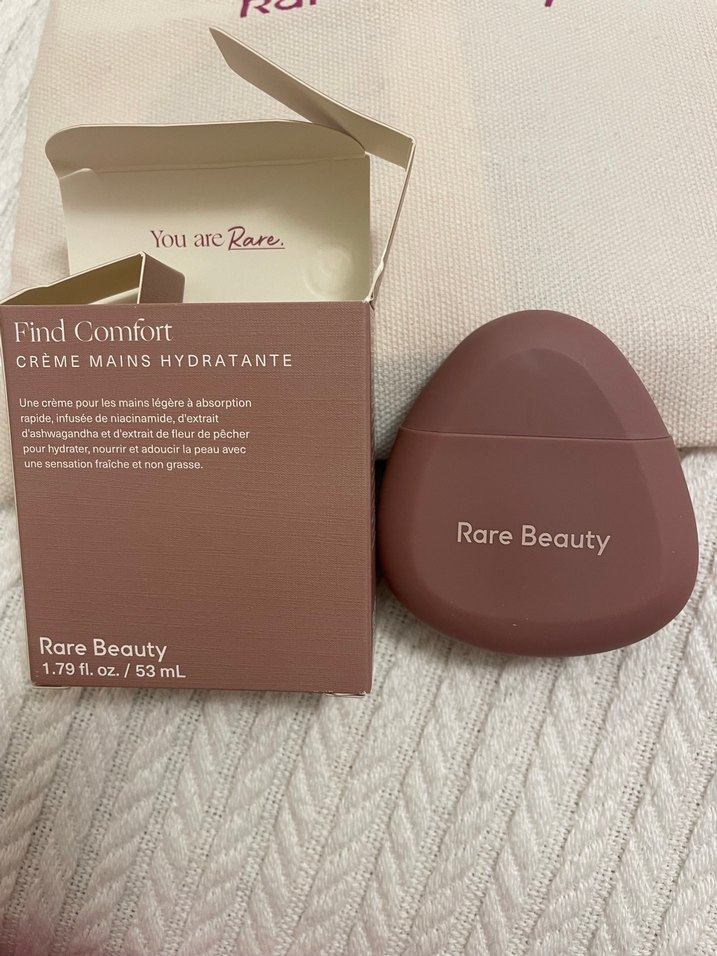 You are Rare.
Find Comfort
CRÈME MAINS HYDRATANTE
Une crème pour les mains légère à absorption
rapide, infusée de niacinamide, d'extrait
d'ashwagandha et d'extrait de fleur de pêcher
pour hydrater, nourrir et adoucir la peau avec
une sensation fraîche et non grasse.
Rare Beauty
1.79 fl. oz. / 53 mL
Rare Beauty